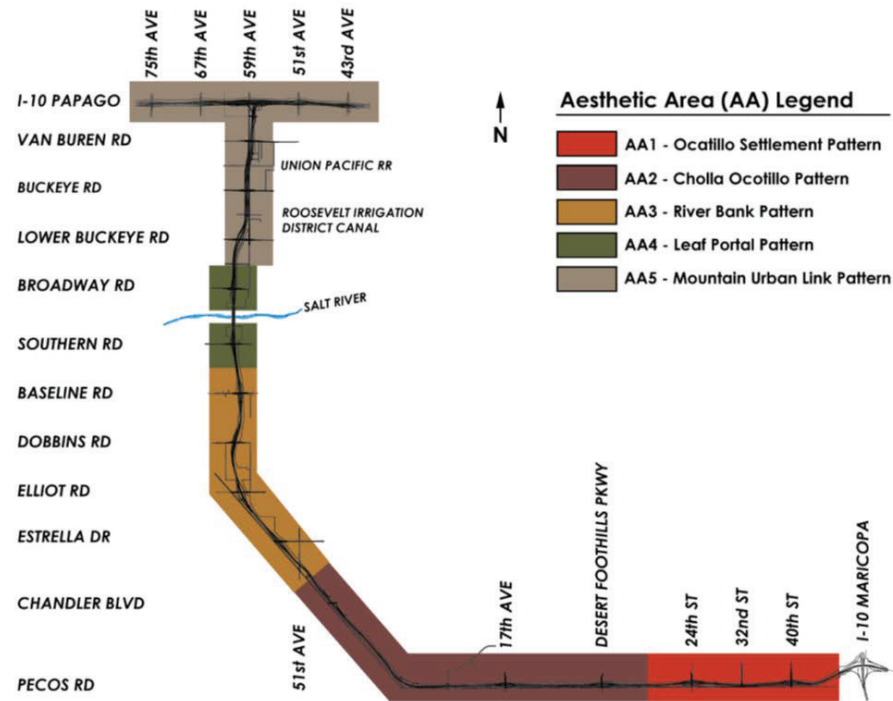 75th AVE
67th AVE
59th AVE
51st AVE
43rd AVE
I-10 PAPAGO
VAN BUREN RD
UNION PACIFIC RR
BUCKEYE RD
ROOSEVELT IRRIGATION
DISTRICT CANAL
LOWER BUCKEYE RD
BROADWAY RD
SALT RIVER
SOUTHERN RD
BASELINE RD
DOBBINS RD
ELLIOT RD
ESTRELLA DR
CHANDLER BLVD
51st AVE
17th AVE
DESERT FOOTHILLS PKWY
24th ST
32nd ST
40th ST
I-10 MARICOPA
PECOS RD
N
Aesthetic Area (AA) Legend
AA1 - Ocatillo Settlement Pattern
AA2 - Cholla Ocotillo Pattern
AA3 - River Bank Pattern
AA4 - Leaf Portal Pattern
AA5 - Mountain Urban Link Pattern